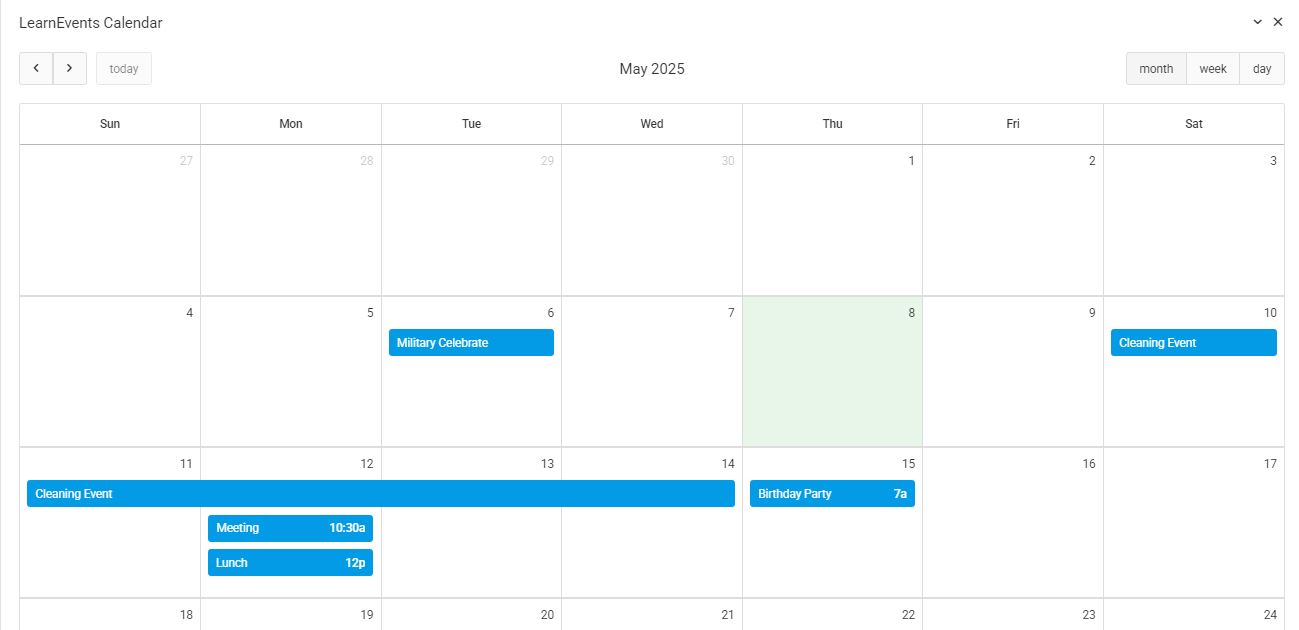 LearnEvents Calendar
today
May 2025
month week day
Sun Mon Tue Wed Thu Fri Sat
27 28 29 30 1 2 3
4 5 6 7 8 9 10
Military Celebrate
Cleaning Event
11 12 13 14 15 16 17
Cleaning Event
Birthday Party 7a
Meeting 10:30a
Lunch 12p
18 19 20 21 22 23 24